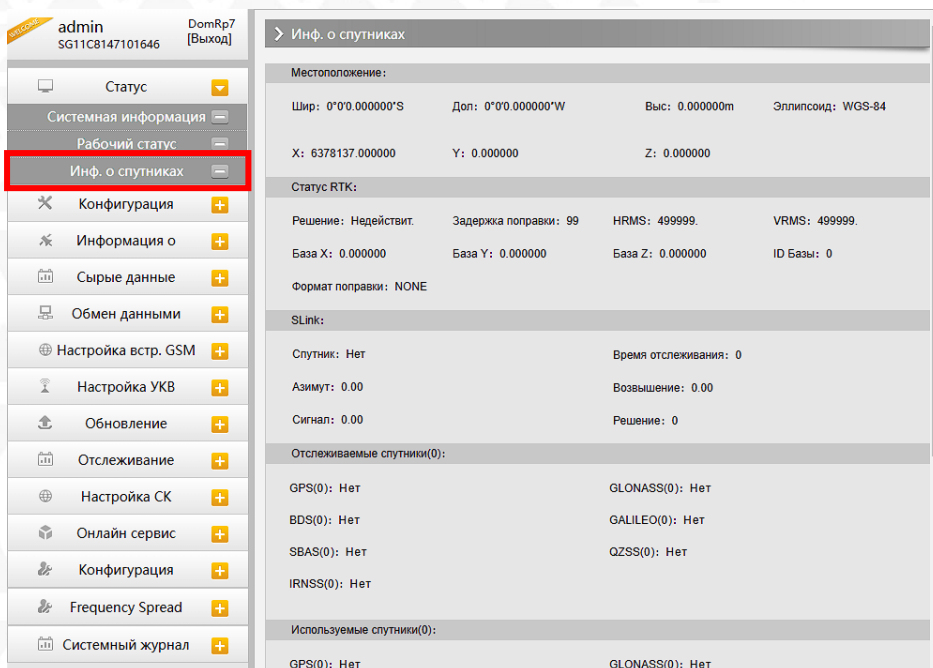 WELCOME
admin
DomRp7
SG11C8147101646
[Выход]
Статус
Системная информация
Рабочий статус
Инф. о спутниках
Конфигурация
Информация о
Сырые данные
Обмен данными
Настройка встр. GSM
Настройка УКВ
Обновление
Отслеживание
Настройка СК
Онлайн сервис
Конфигурация
Frequency Spread
Системный журнал
Инф. о спутниках
Местоположение:
Шир: 0°0'0.000000"S Дол: 0°0'0.000000"W Выс: 0.000000m Эллипсоид: WGS-84
X: 6378137.000000 Y: 0.000000 Z: 0.000000
Статус RTK:
Решение: Недействит. Задержка поправки: 99 HRMS: 499999. VRMS: 499999.
База X: 0.000000 База Y: 0.000000 База Z: 0.000000 ID Базы: 0
Формат поправки: NONE
SLink:
Спутник: Нет Время отслеживания: 0
Азимут: 0.00 Возвышение: 0.00
Сигнал: 0.00 Решение: 0
Отслеживаемые спутники(0):
GPS(0): Нет GLONASS(0): Нет
BDS(0): Нет GALILEO(0): Нет
SBAS(0): Нет QZSS(0): Нет
IRNSS(0): Нет
Используемые спутники(0):
GPS(0): Нет GLONASS(0): Нет